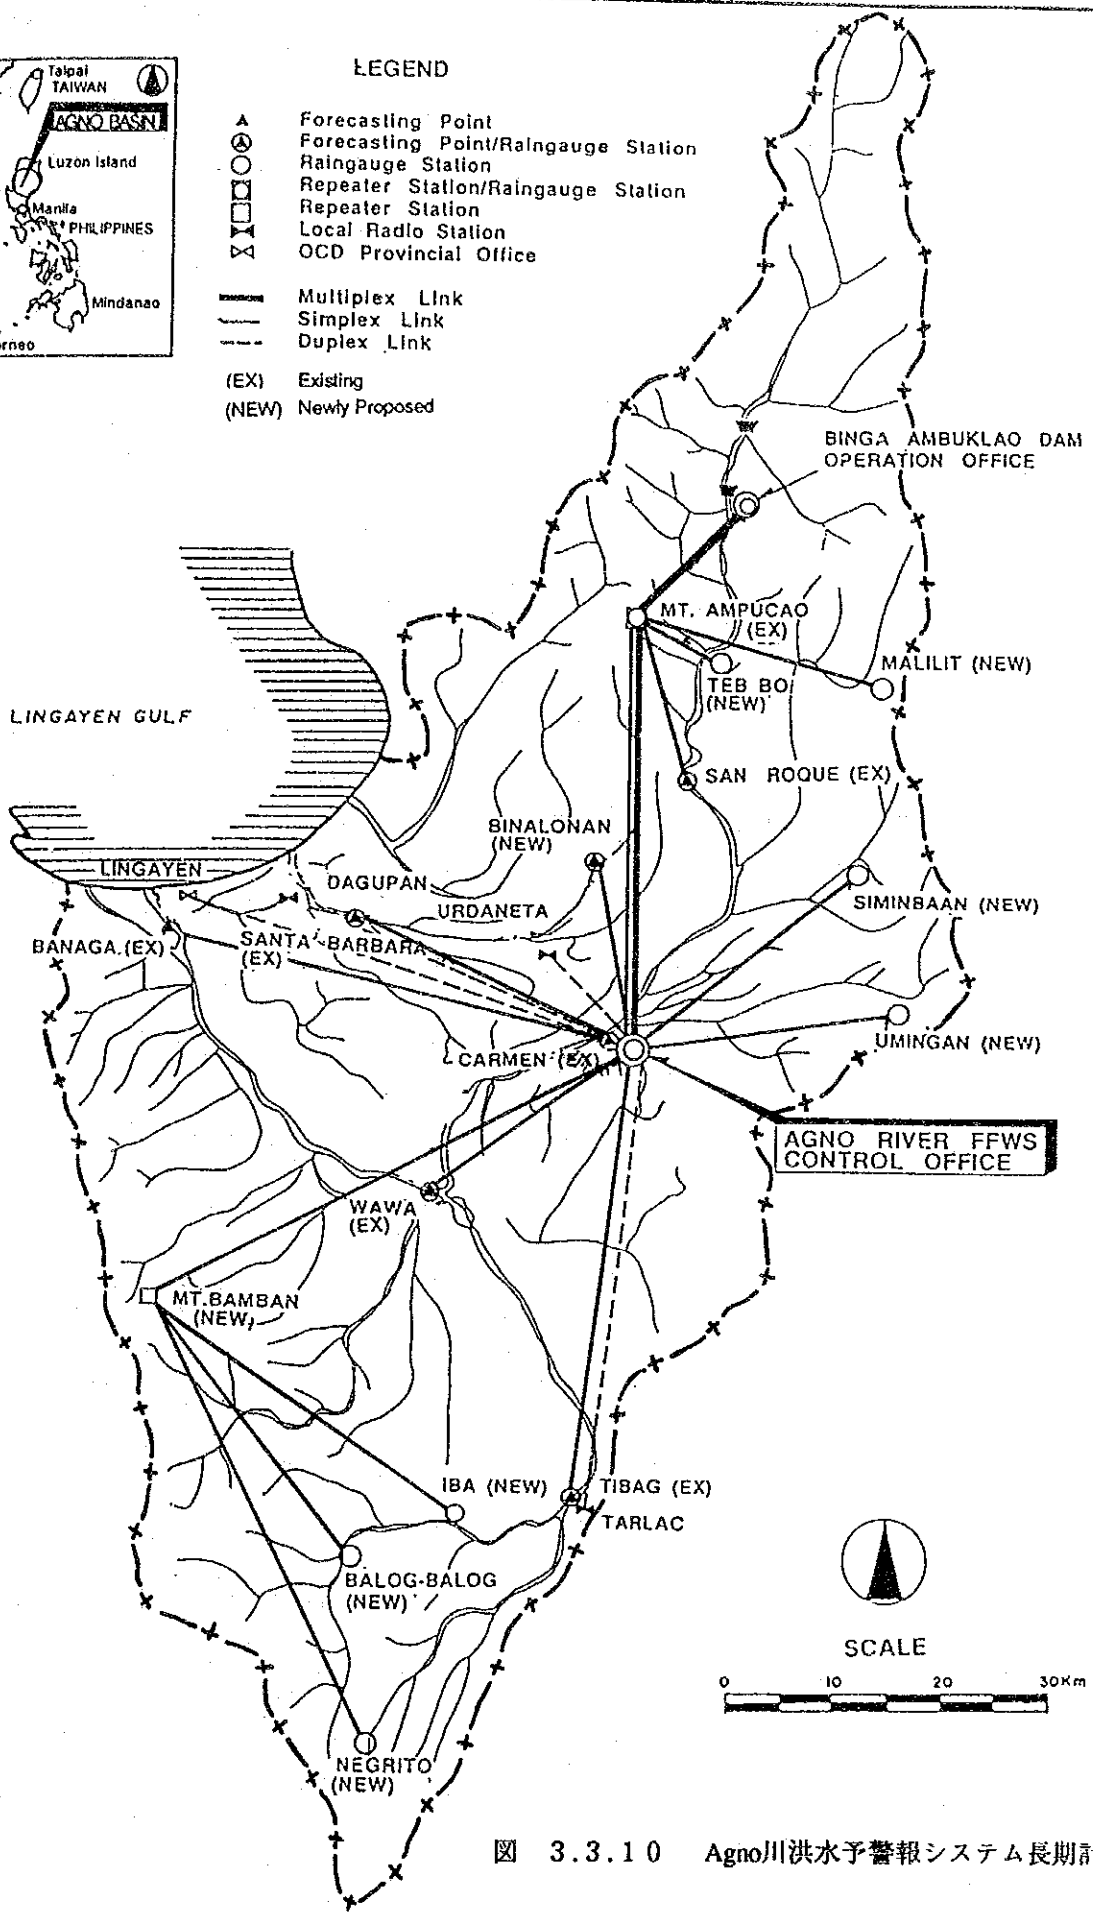 Taipai
TAIWAN
AGNO BASIN
Luzon Island
Manila
PHILIPPINES
Mindanao
LEGEND
Forecasting Point
Forecasting Point/Raingauge Station
Raingauge Station
Repeater Station/Raingauge Station
Repeater Station
Local Radio Station
OCD Provincial Office
Multiplex Link
Simplex Link
Duplex Link
(EX) Existing
(NEW) Newly Proposed
BINGA AMBUKLAO DAM
OPERATION OFFICE
MT. AMPUCAO
(EX)
MALILIT (NEW)
TEB BO
(NEW)
LINGAYEN GULF
SAN ROQUE (EX)
BINALONAN
(NEW)
LINGAYEN
DAGUPAN
URDANETA
SIMINBAAN (NEW)
BANAGA (EX)
SANTA BARBARA
(EX)
CARMEN (EX)
UMINGAN (NEW)
AGNO RIVER FFWS
CONTROL OFFICE
WAWA
(EX)
MT.BAMBAN
(NEW)
IBA (NEW)
TIBAG (EX)
TARLAC
BALOG-BALOG
(NEW)
SCALE
0 10 20 30Km
NEGRITO
(NEW)
図 3.3.10 Agno川洪水予警報システム長期